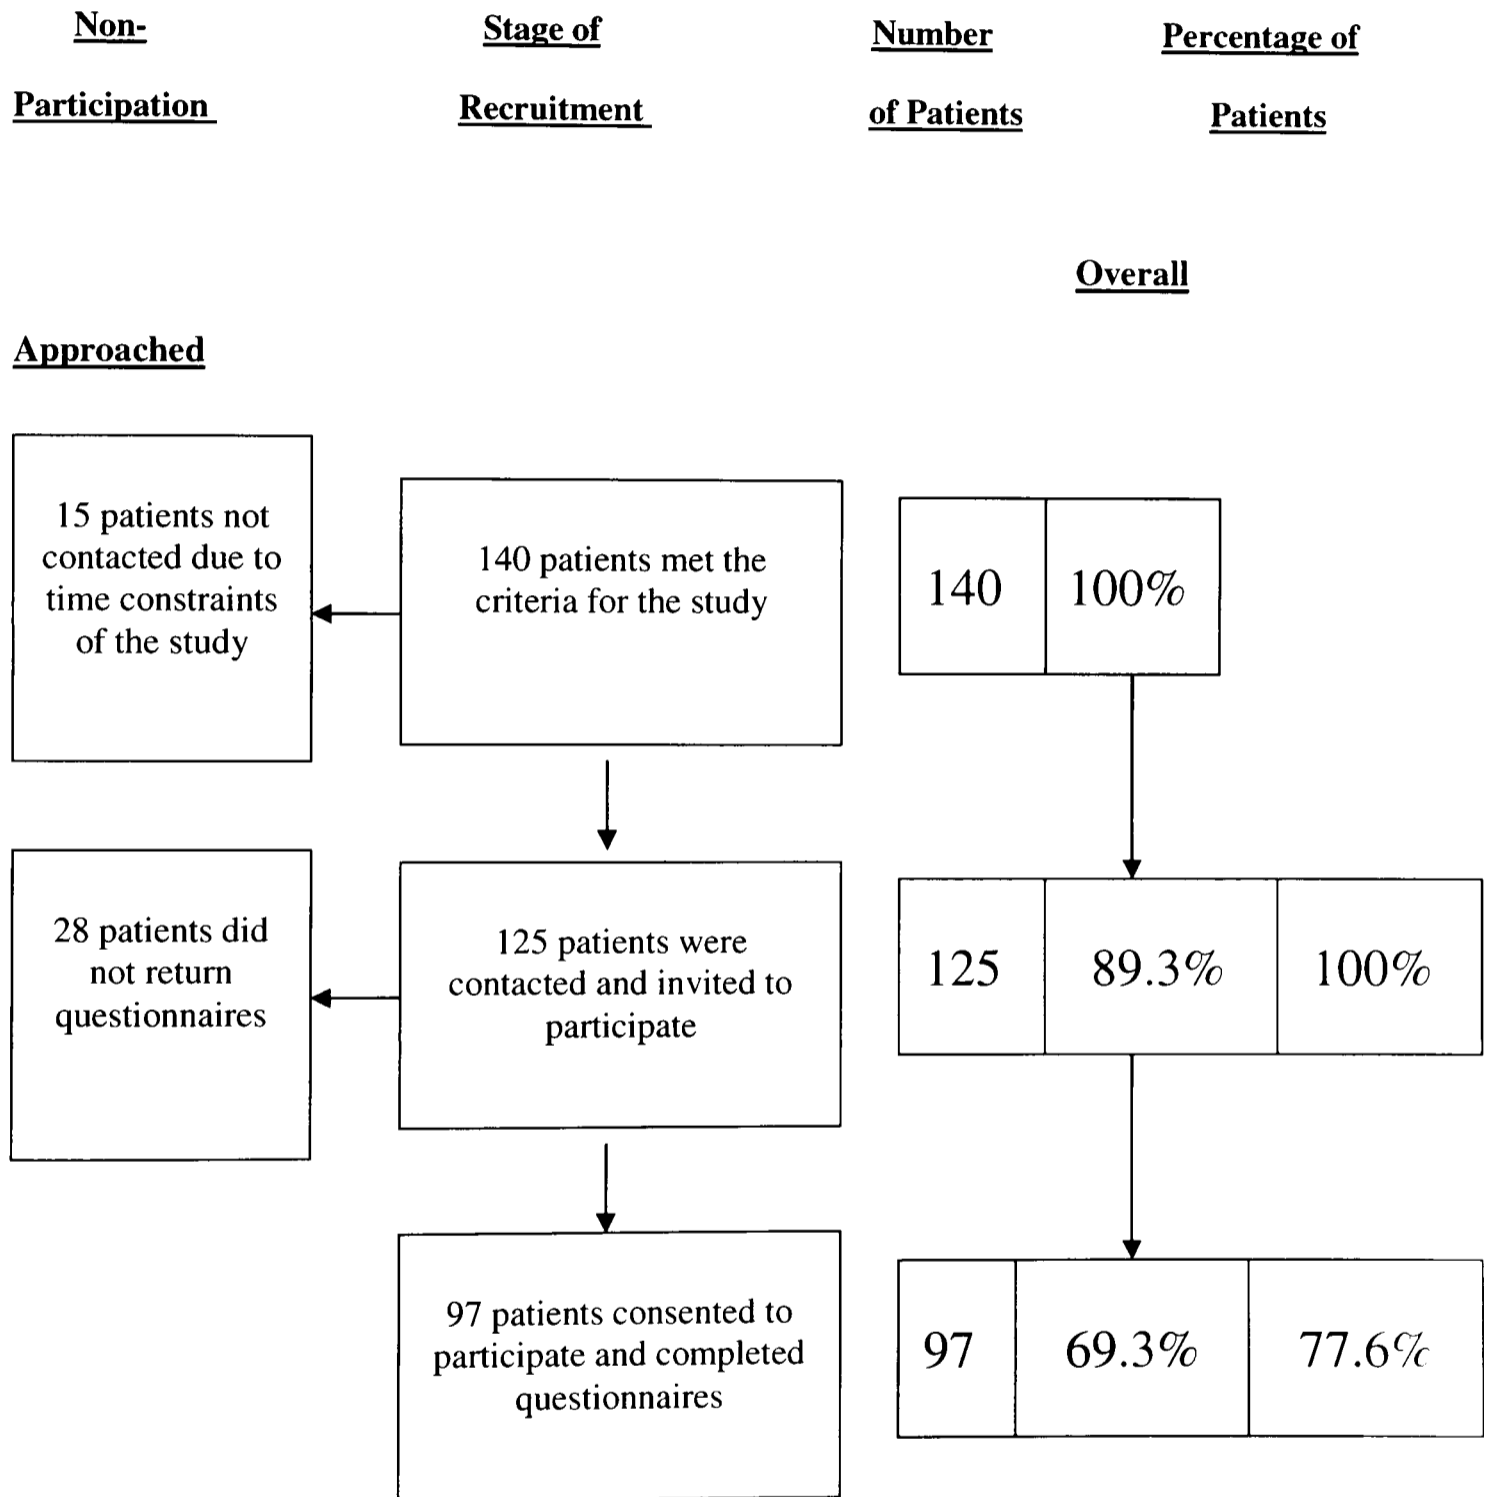 Non-
Participation
Stage of
Recruitment
Number
of Patients
Percentage of
Patients
Overall
Approached
15 patients not
contacted due to
time constraints
of the study
140 patients met the
criteria for the study
140
100%
28 patients did
not return
questionnaires
125 patients were
contacted and invited to
participate
125
89.3%
100%
97 patients consented to
participate and completed
questionnaires
97
69.3%
77.6%